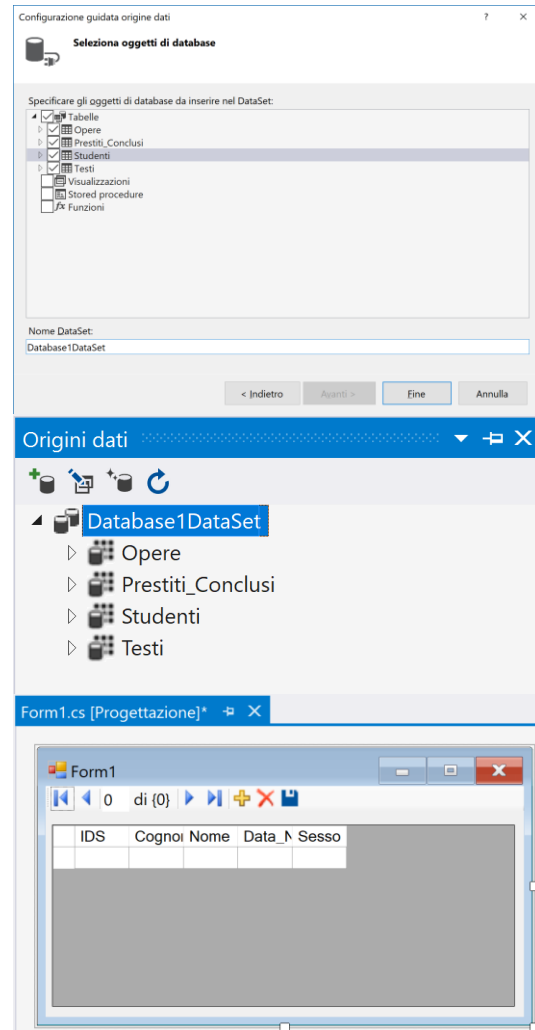 Configurazione guidata origine dati ? ×
Seleziona oggetti di database
Specificare gli oggetti di database da inserire nel DataSet:
Tabelle
Opere
Prestiti_Conclusi
Studenti
Testi
Visualizzazioni
Stored procedure
fx Funzioni
Nome DataSet:
Database1DataSet
< Indietro Avanti > Fine Annulla
Origini dati
Database1DataSet
Opere
Prestiti_Conclusi
Studenti
Testi
Form1.cs [Progettazione]*
Form1
0 di {0}
IDS Cognor Nome Data_N Sesso